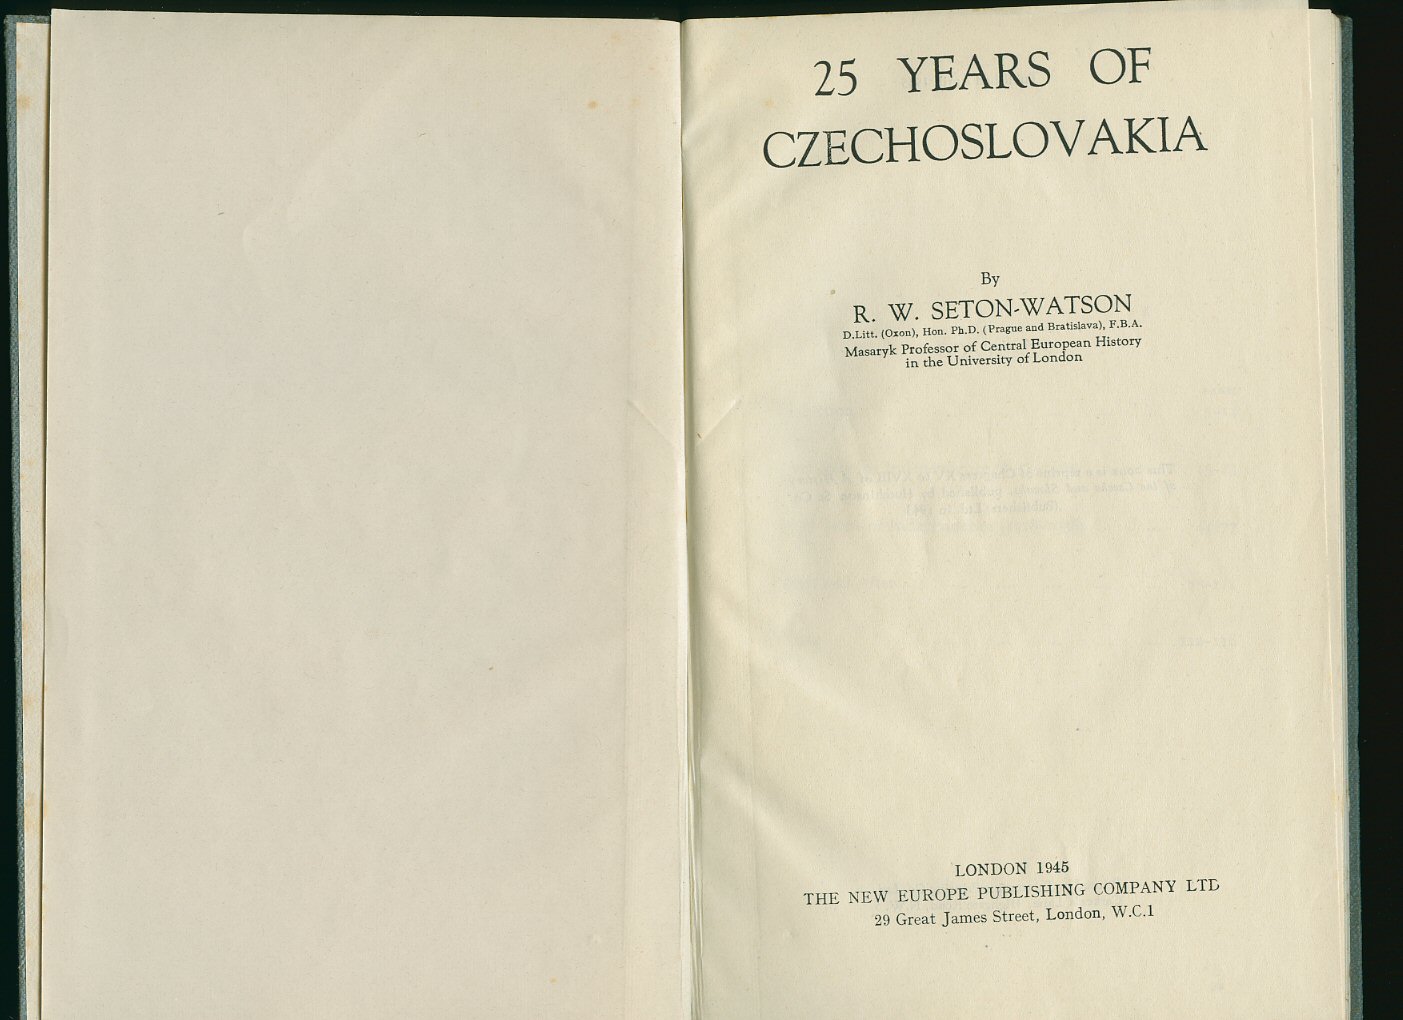 25 YEARS OF
CZECHOSLOVAKIA
By
R. W. SETON-WATSON
D.Litt. (Oxon), Hon. Ph.D. (Prague and Bratislava), F.B.A.
Masaryk Professor of Central European History
in the University of London
LONDON 1945
THE NEW EUROPE PUBLISHING COMPANY LTD
29 Great James Street, London, W.C.1